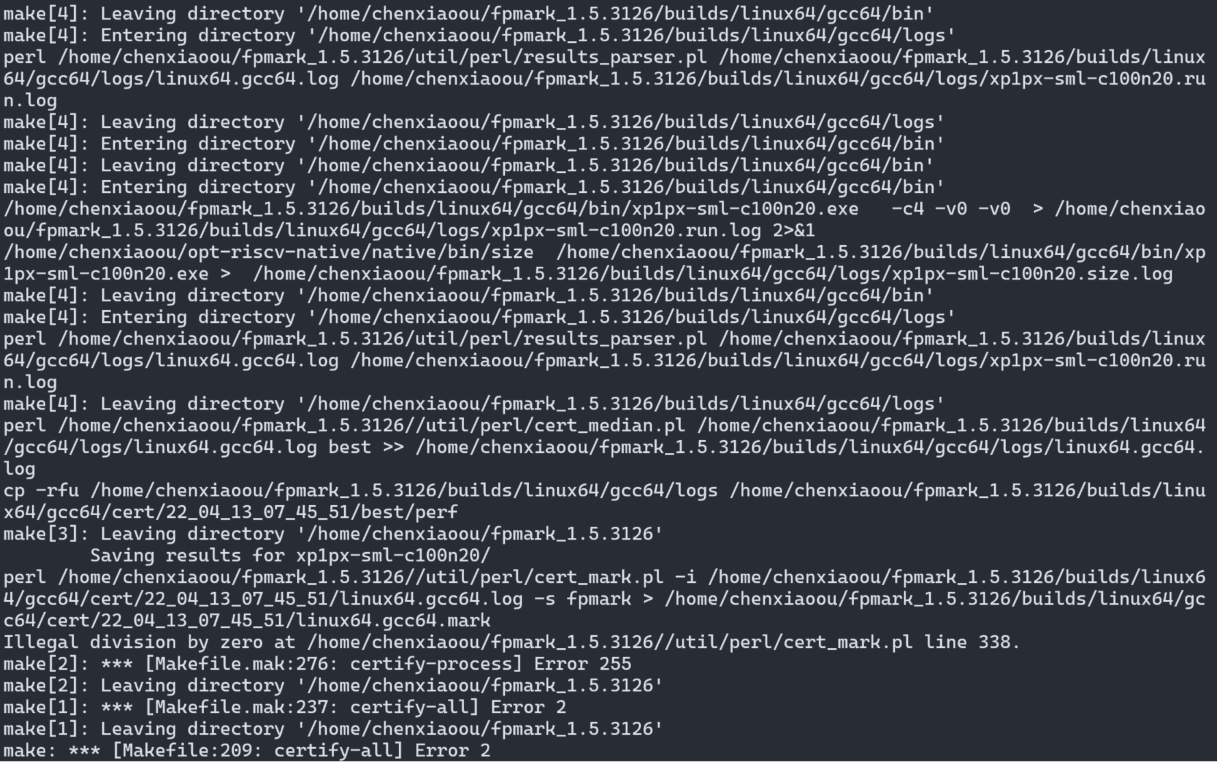 make[4]: Leaving directory '/home/chenxiaoou/fpmark_1.5.3126/builds/linux64/gcc64/bin'
make[4]: Entering directory '/home/chenxiaoou/fpmark_1.5.3126/builds/linux64/gcc64/logs'
perl /home/chenxiaoou/fpmark_1.5.3126/util/perl/results_parser.pl /home/chenxiaoou/fpmark_1.5.3126/builds/linux
64/gcc64/logs/linux64.gcc64.log /home/chenxiaoou/fpmark_1.5.3126/builds/linux64/gcc64/logs/xp1px-sml-c100n20.ru
n.log
make[4]: Leaving directory '/home/chenxiaoou/fpmark_1.5.3126/builds/linux64/gcc64/logs'
make[4]: Entering directory '/home/chenxiaoou/fpmark_1.5.3126/builds/linux64/gcc64/bin'
make[4]: Leaving directory '/home/chenxiaoou/fpmark_1.5.3126/builds/linux64/gcc64/bin'
make[4]: Entering directory '/home/chenxiaoou/fpmark_1.5.3126/builds/linux64/gcc64/bin'
/home/chenxiaoou/fpmark_1.5.3126/builds/linux64/gcc64/bin/xp1px-sml-c100n20.exe   -c4 -v0 -v0  > /home/chenxiao
ou/fpmark_1.5.3126/builds/linux64/gcc64/logs/xp1px-sml-c100n20.run.log 2>&1
/home/chenxiaoou/opt-riscv-native/native/bin/size  /home/chenxiaoou/fpmark_1.5.3126/builds/linux64/gcc64/bin/xp
1px-sml-c100n20.exe >  /home/chenxiaoou/fpmark_1.5.3126/builds/linux64/gcc64/logs/xp1px-sml-c100n20.size.log
make[4]: Leaving directory '/home/chenxiaoou/fpmark_1.5.3126/builds/linux64/gcc64/bin'
make[4]: Entering directory '/home/chenxiaoou/fpmark_1.5.3126/builds/linux64/gcc64/logs'
perl /home/chenxiaoou/fpmark_1.5.3126/util/perl/results_parser.pl /home/chenxiaoou/fpmark_1.5.3126/builds/linux
64/gcc64/logs/linux64.gcc64.log /home/chenxiaoou/fpmark_1.5.3126/builds/linux64/gcc64/logs/xp1px-sml-c100n20.ru
n.log
make[4]: Leaving directory '/home/chenxiaoou/fpmark_1.5.3126/builds/linux64/gcc64/logs'
perl /home/chenxiaoou/fpmark_1.5.3126//util/perl/cert_median.pl /home/chenxiaoou/fpmark_1.5.3126/builds/linux64
/gcc64/logs/linux64.gcc64.log best >> /home/chenxiaoou/fpmark_1.5.3126/builds/linux64/gcc64/logs/linux64.gcc64.
log
cp -rfu /home/chenxiaoou/fpmark_1.5.3126/builds/linux64/gcc64/logs /home/chenxiaoou/fpmark_1.5.3126/builds/linu
x64/gcc64/cert/22_04_13_07_45_51/best/perf
make[3]: Leaving directory '/home/chenxiaoou/fpmark_1.5.3126'
        Saving results for xp1px-sml-c100n20/
perl /home/chenxiaoou/fpmark_1.5.3126//util/perl/cert_mark.pl -i /home/chenxiaoou/fpmark_1.5.3126/builds/linux6
4/gcc64/cert/22_04_13_07_45_51/linux64.gcc64.log -s fpmark > /home/chenxiaoou/fpmark_1.5.3126/builds/linux64/gc
c64/cert/22_04_13_07_45_51/linux64.gcc64.mark
Illegal division by zero at /home/chenxiaoou/fpmark_1.5.3126//util/perl/cert_mark.pl line 338.
make[2]: *** [Makefile.mak:276: certify-process] Error 255
make[2]: Leaving directory '/home/chenxiaoou/fpmark_1.5.3126'
make[1]: *** [Makefile.mak:237: certify-all] Error 2
make[1]: Leaving directory '/home/chenxiaoou/fpmark_1.5.3126'
make: *** [Makefile:209: certify-all] Error 2